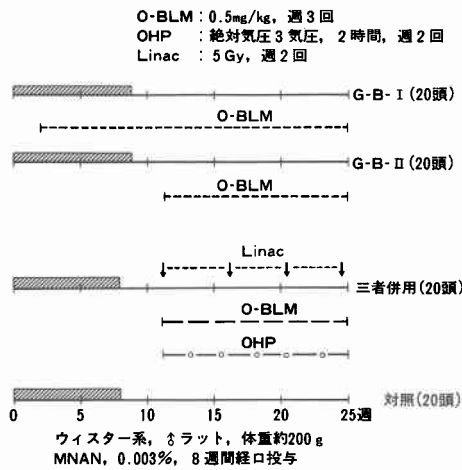 O-BLM：0.5mg/kg，週3回
OHP ：絶対気圧3気圧，2時間，週2回
Linac ：5Gy，週2回
G-B-Ⅰ(20頭)
O-BLM
G-B-Ⅱ(20頭)
O-BLM
Linac
三者併用(20頭)
O-BLM
OHP
対照(20頭)
0 5 10 15 20 25週
ウィスター系，♂ラット，体重約200g
MNAN，0.003%，8週間経口投与